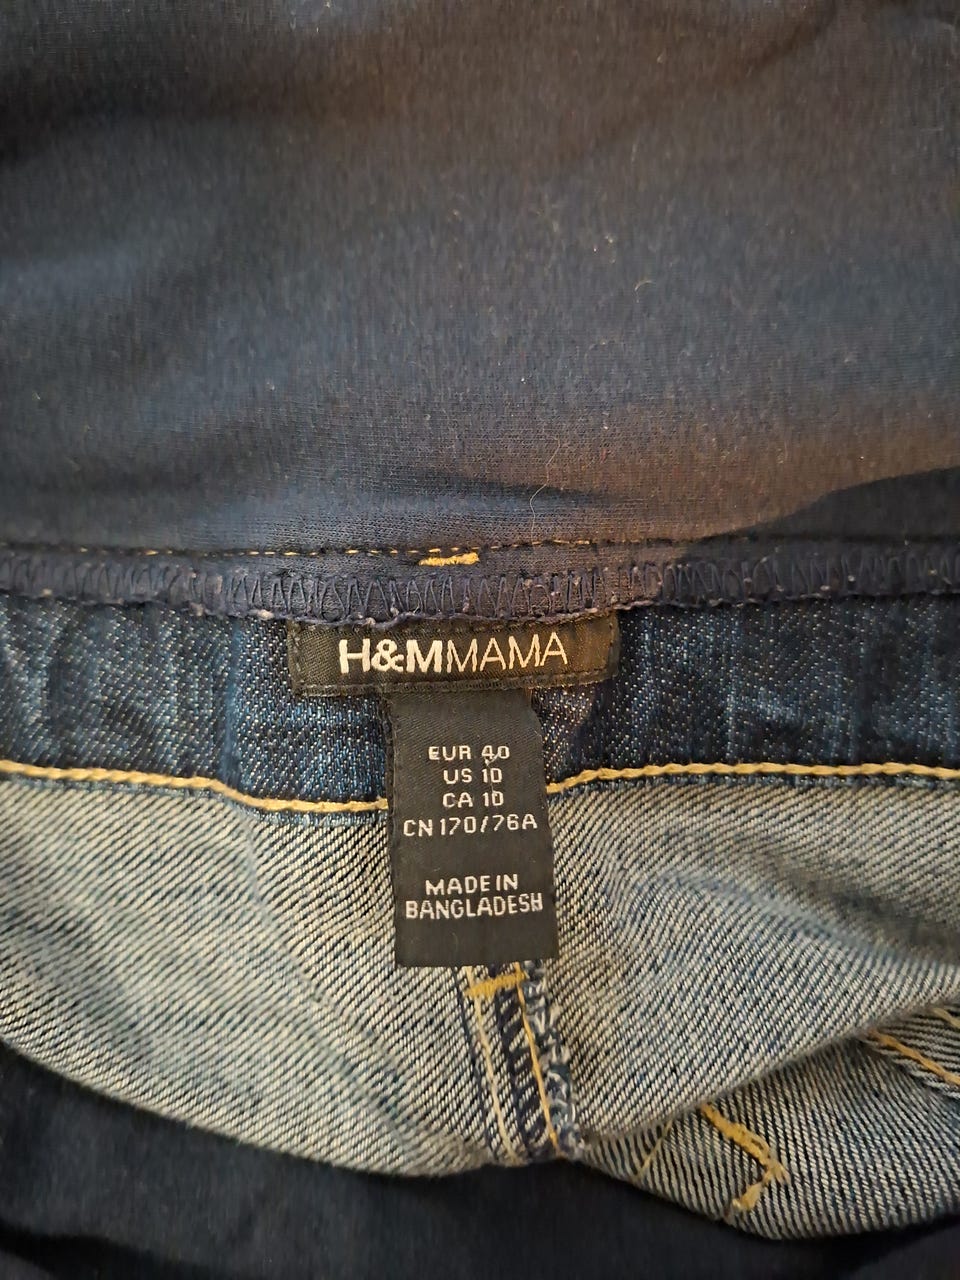 H&MMAMA
EUR 40
US 10
CA 10
CN 170/76A
MADE IN
BANGLADESH